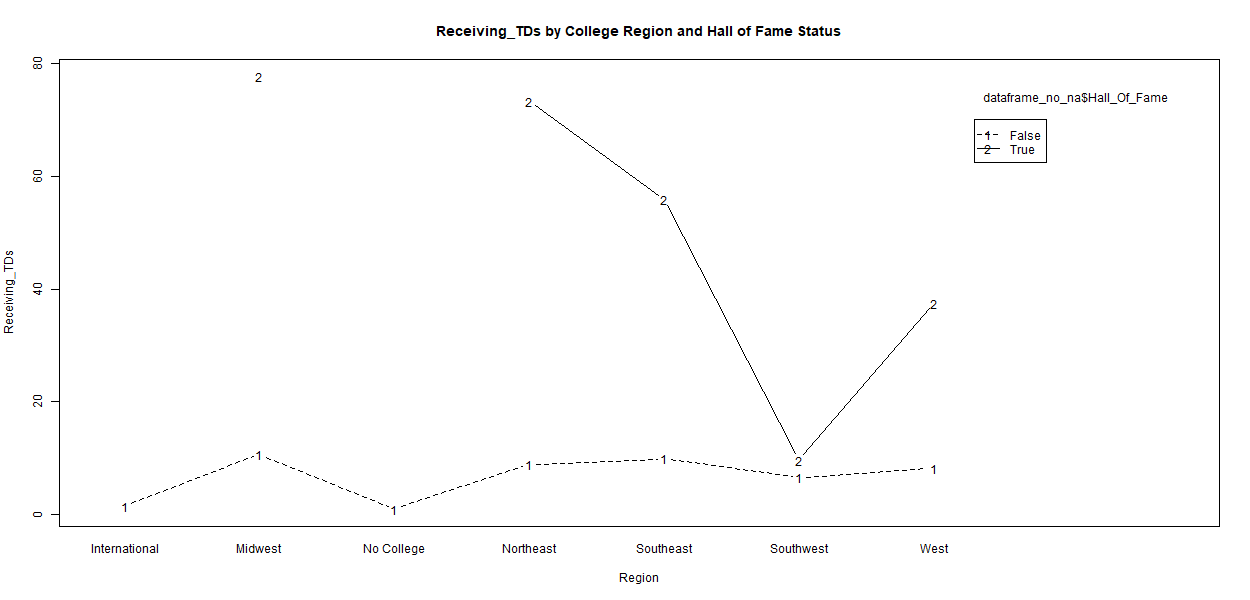 Receiving_TDs by College Region and Hall of Fame Status
80
60
40
20
0
Receiving_TDs
2
2
2
2
2
1
1
1
1
1
1
1
dataframe_no_na$Hall_Of_Fame
1 False
2 True
International Midwest No College Northeast Southeast Southwest West
Region